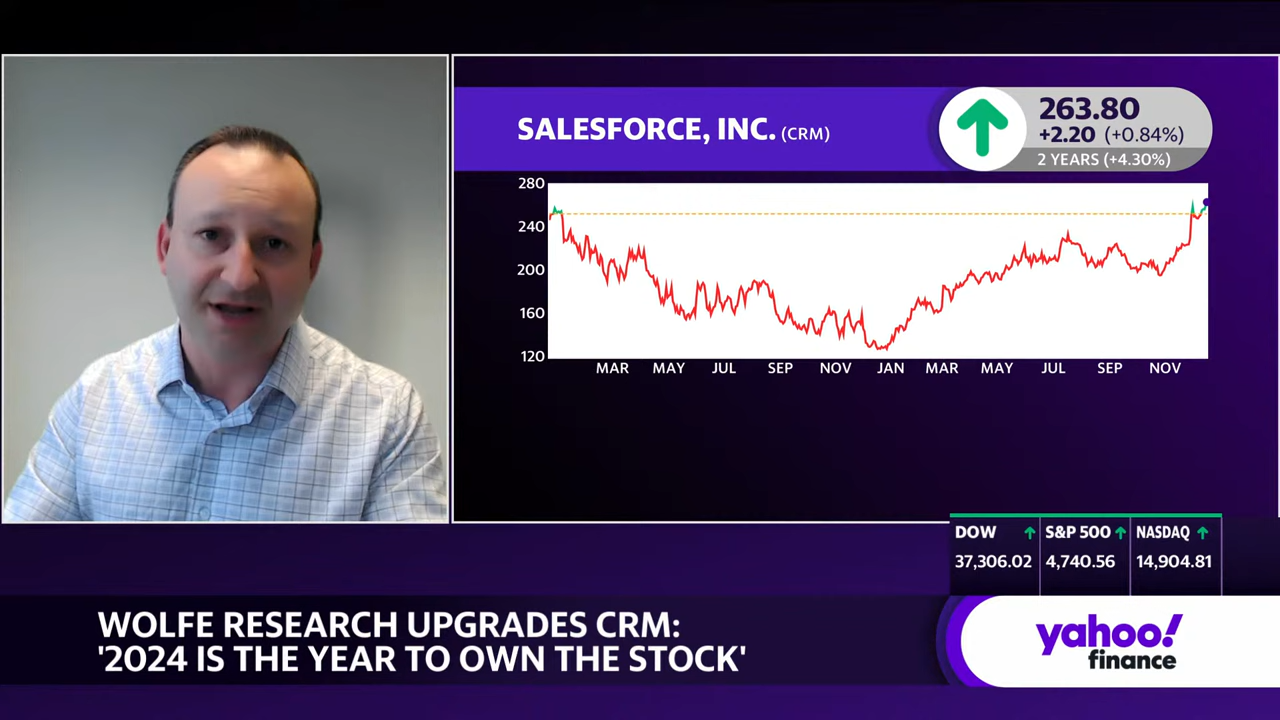 SALESFORCE, INC. (CRM)
263.80
+2.20 (+0.84%)
2 YEARS (+4.30%)
280
240
200
160
120
MAR MAY JUL SEP NOV JAN MAR MAY JUL SEP NOV
DOW S&P 500 NASDAQ
37,306.02 4,740.56 14,904.81
WOLFE RESEARCH UPGRADES CRM:
'2024 IS THE YEAR TO OWN THE STOCK'
yahoo!
finance